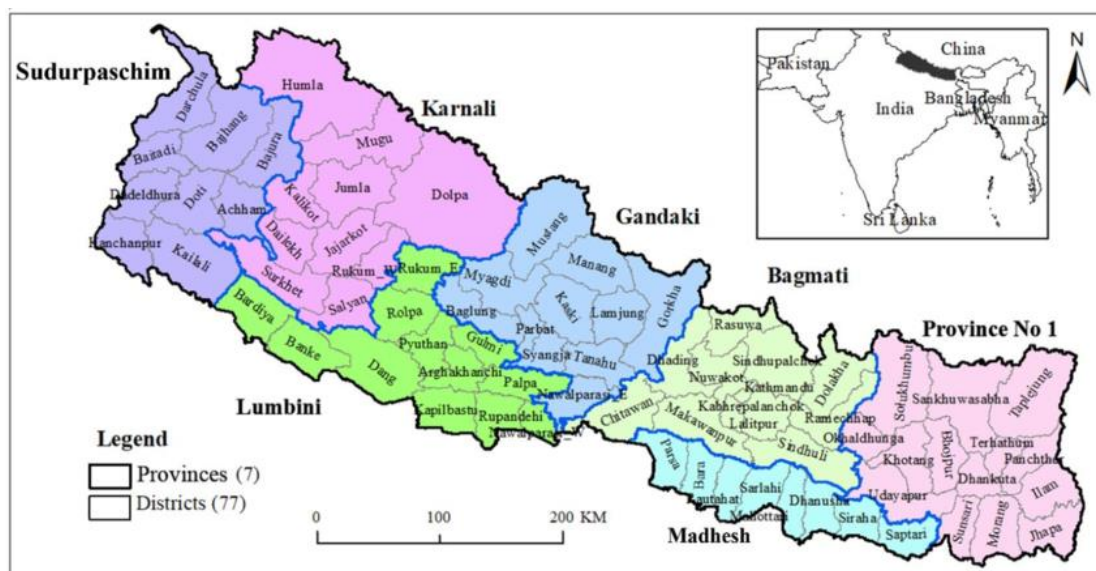 Sudurpaschim
Karnali
Gandaki
Bagmati
Province No 1
Lumbini
Madhesh
Darchula
Bajhang
Bajura
Baitadi
Dadeldhura
Doti
Achham
Kanchanpur
Kailali
Humla
Mugu
Jumla
Dolpa
Kalikot
Dailekh
Jajarkot
Surkhet
Rukum_W
Salyan
Rukum_E
Rolpa
Pyuthan
Gulmi
Bardiya
Banke
Dang
Arghakhanchi
Palpa
Kapilbastu
Rupandehi
Nawalparasi_W
Mustang
Manang
Myagdi
Kaski
Lamjung
Gorkha
Baglung
Parbat
Syangja
Tanahu
Nawalparasi_E
Rasuwa
Dhading
Nuwakot
Sindhupalchok
Kathmandu
Dolakha
Kabhrepalanchok
Lalitpur
Ramechhap
Chitawan
Makawanpur
Sindhuli
Parsa
Bara
Rautahat
Sarlahi
Mahottari
Dhanusha
Siraha
Saptari
Solukhumbu
Sankhuwasabha
Taplejung
Okhaldhunga
Khotang
Bhojpur
Terhathum
Panchthar
Dhankuta
Udayapur
Sunsari
Morang
Ilam
Jhapa
China
Pakistan
India
Bangladesh
Myanmar
Sri Lanka
N
Legend
Provinces (7)
Districts (77)
0 100 200 KM